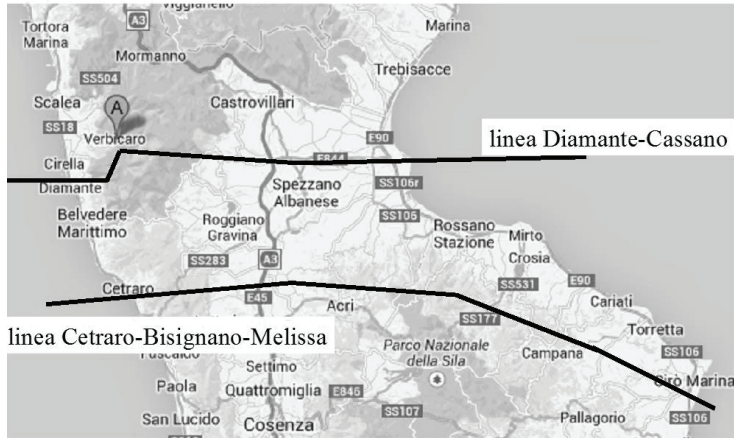 Viggianello
Tortora
Marina
A3
Mormanno
Marina
Trebisacce
SS504
Scalea
A
Castrovillari
SS18
Verbicaro
E90
linea Diamante-Cassano
Cirella
E844
Diamante
Spezzano
Albanese
SS106r
Belvedere
Marittimo
Roggiano
Gravina
SS106
Rossano
Stazione
Mirto
Crosia
SS283
A3
SS531
E90
Cetraro
E45
Acri
Cariati
SS177
linea Cetraro-Bisignano-Melissa
Torretta
Parco Nazionale
della Sila
Campana
SS106
Settimo
Cirò Marina
Paola
Quattromiglia
E846
SS107
San Lucido
Cosenza
Pallagorio
SS106